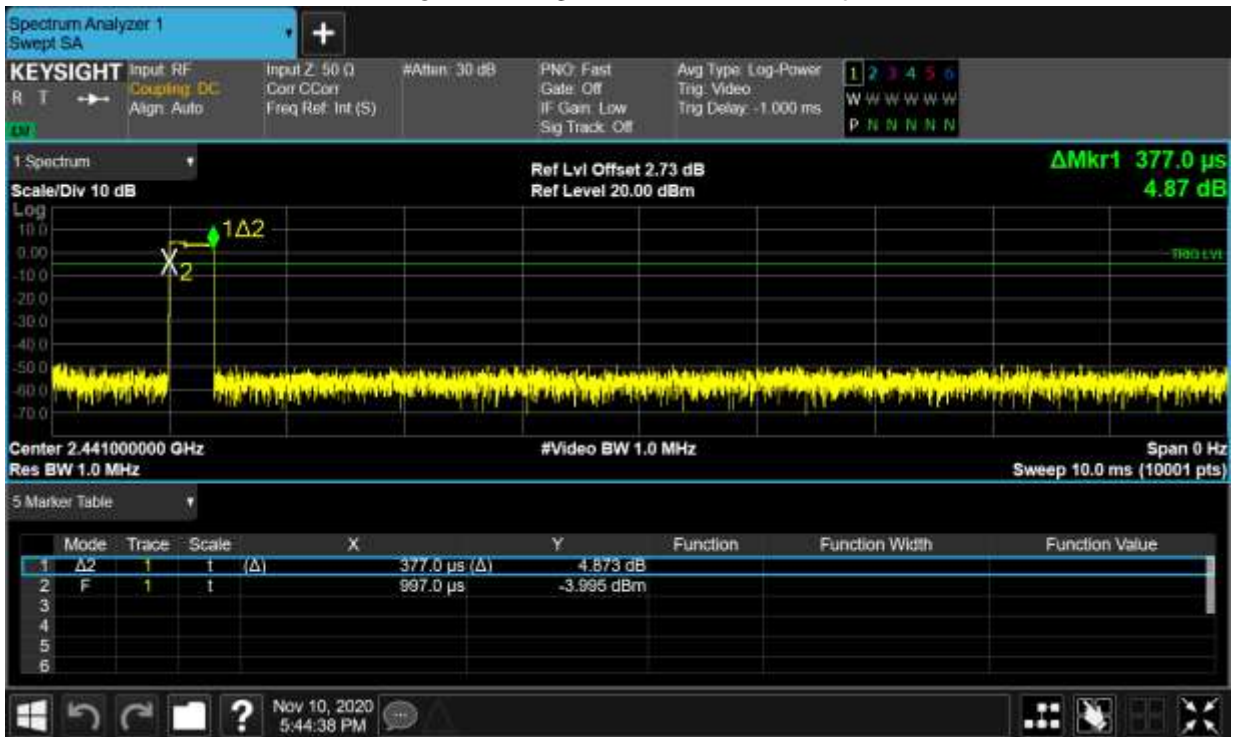 Spectrum Analyzer 1
Swept SA
+
KEYSIGHT Input: RF Input Z: 50 Ω #Atten: 30 dB PNO: Fast Avg Type: Log-Power 1 2 3 4 5 6
R T Coupling: DC Corr CCorr Gate: Off Trig: Video W W W W W W
Align: Auto Freq Ref: Int (S) IF Gain: Low Trig Delay: -1.000 ms P N N N N N
Sig Track: Off
1 Spectrum
Ref Lvl Offset 2.73 dB ΔMkr1 377.0 µs
Scale/Div 10 dB Ref Level 20.00 dBm 4.87 dB
Log
10.0
1Δ2
0.00
TRIG LVL
2
-10.0
-20.0
-30.0
-40.0
-50.0
-60.0
-70.0
Center 2.441000000 GHz #Video BW 1.0 MHz Span 0 Hz
Res BW 1.0 MHz Sweep 10.0 ms (10001 pts)
5 Marker Table
Mode Trace Scale X Y Function Function Width Function Value
1 Δ2 1 t (Δ) 377.0 µs (Δ) 4.873 dB
2 F 1 t 997.0 µs -3.995 dBm
3
4
5
6
? Nov 10, 2020
5:44:38 PM